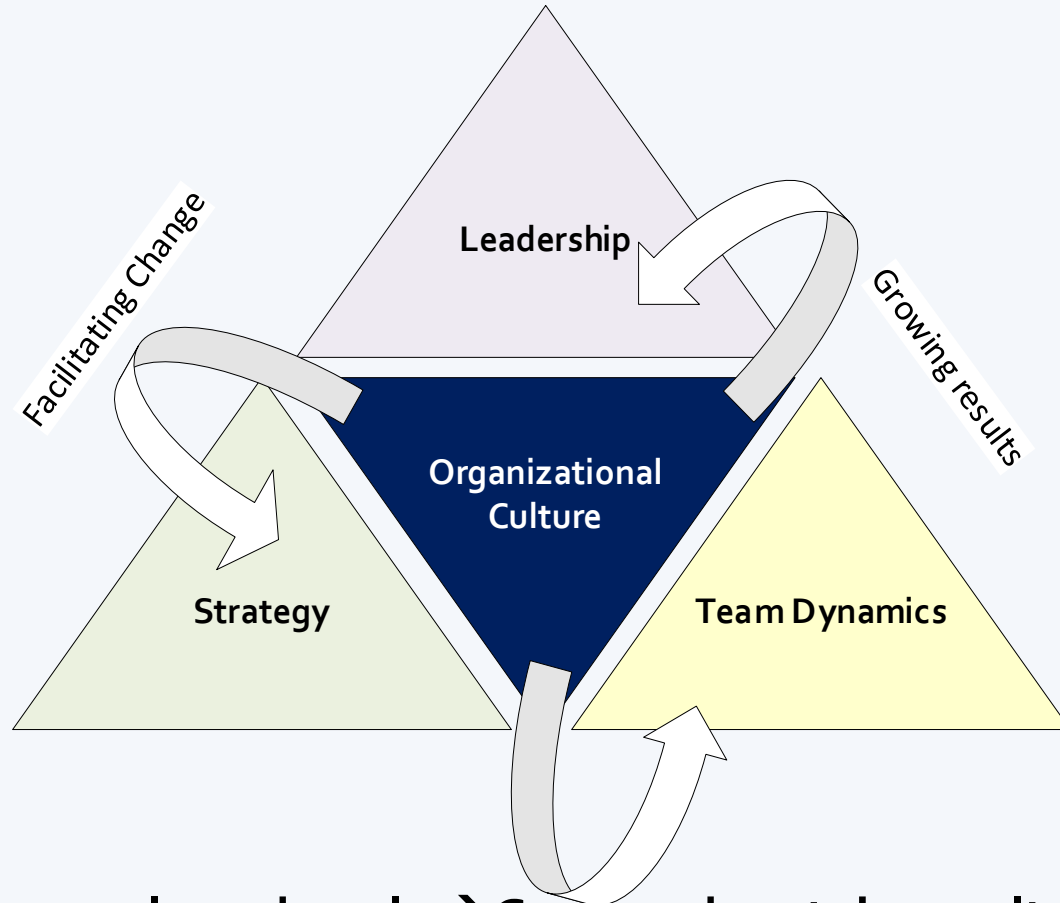 Leadership
Facilitating Change
Growing results
Organizational
Culture
Strategy
Team Dynamics